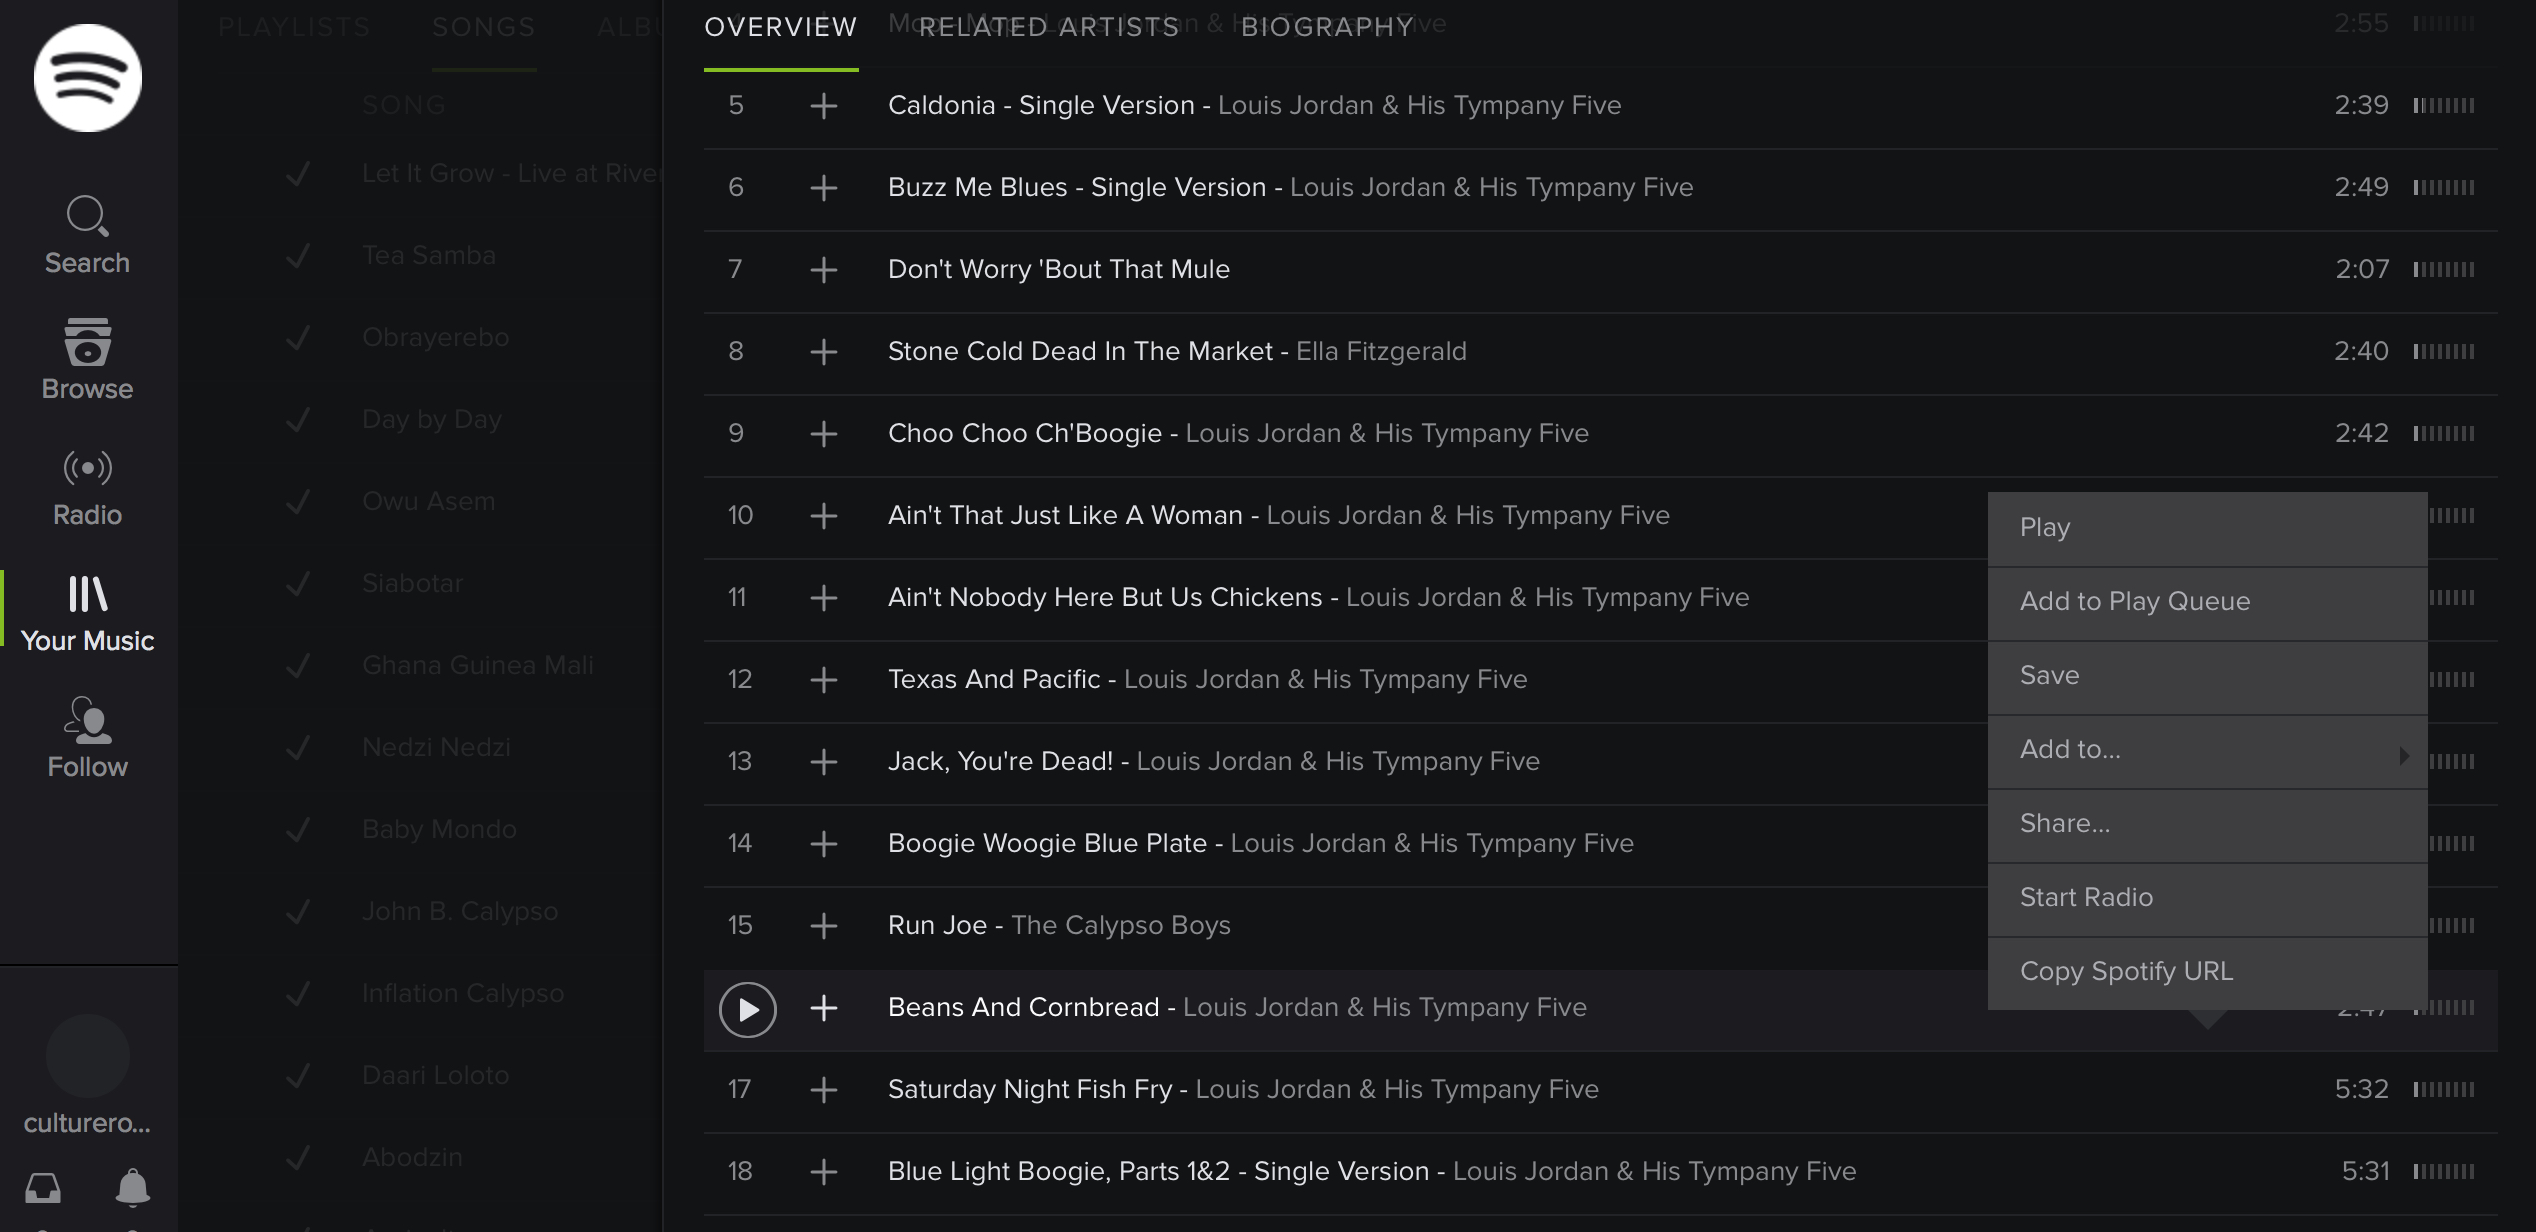 PLAYLISTS SONGS
SONG
Let It Grow - Live at River
Tea Samba
Obrayerebo
Day by Day
Owu Asem
Siabotar
Ghana Guinea Mali
Nedzi Nedzi
Baby Mondo
John B. Calypso
Inflation Calypso
Daari Loloto
Abodzin
Search
Browse
Radio
Your Music
Follow
culturero...
OVERVIEW RELATED ARTISTS BIOGRAPHY
4 Mop - Mop - Louis Jordan & His Tympany Five 2:55
5 Caldonia - Single Version - Louis Jordan & His Tympany Five 2:39
6 Buzz Me Blues - Single Version - Louis Jordan & His Tympany Five 2:49
7 Don't Worry 'Bout That Mule 2:07
8 Stone Cold Dead In The Market - Ella Fitzgerald 2:40
9 Choo Choo Ch'Boogie - Louis Jordan & His Tympany Five 2:42
10 Ain't That Just Like A Woman - Louis Jordan & His Tympany Five
11 Ain't Nobody Here But Us Chickens - Louis Jordan & His Tympany Five
12 Texas And Pacific - Louis Jordan & His Tympany Five
13 Jack, You're Dead! - Louis Jordan & His Tympany Five
14 Boogie Woogie Blue Plate - Louis Jordan & His Tympany Five
15 Run Joe - The Calypso Boys
Beans And Cornbread - Louis Jordan & His Tympany Five 2:47
17 Saturday Night Fish Fry - Louis Jordan & His Tympany Five 5:32
18 Blue Light Boogie, Parts 1&2 - Single Version - Louis Jordan & His Tympany Five 5:31
Play
Add to Play Queue
Save
Add to...
Share...
Start Radio
Copy Spotify URL